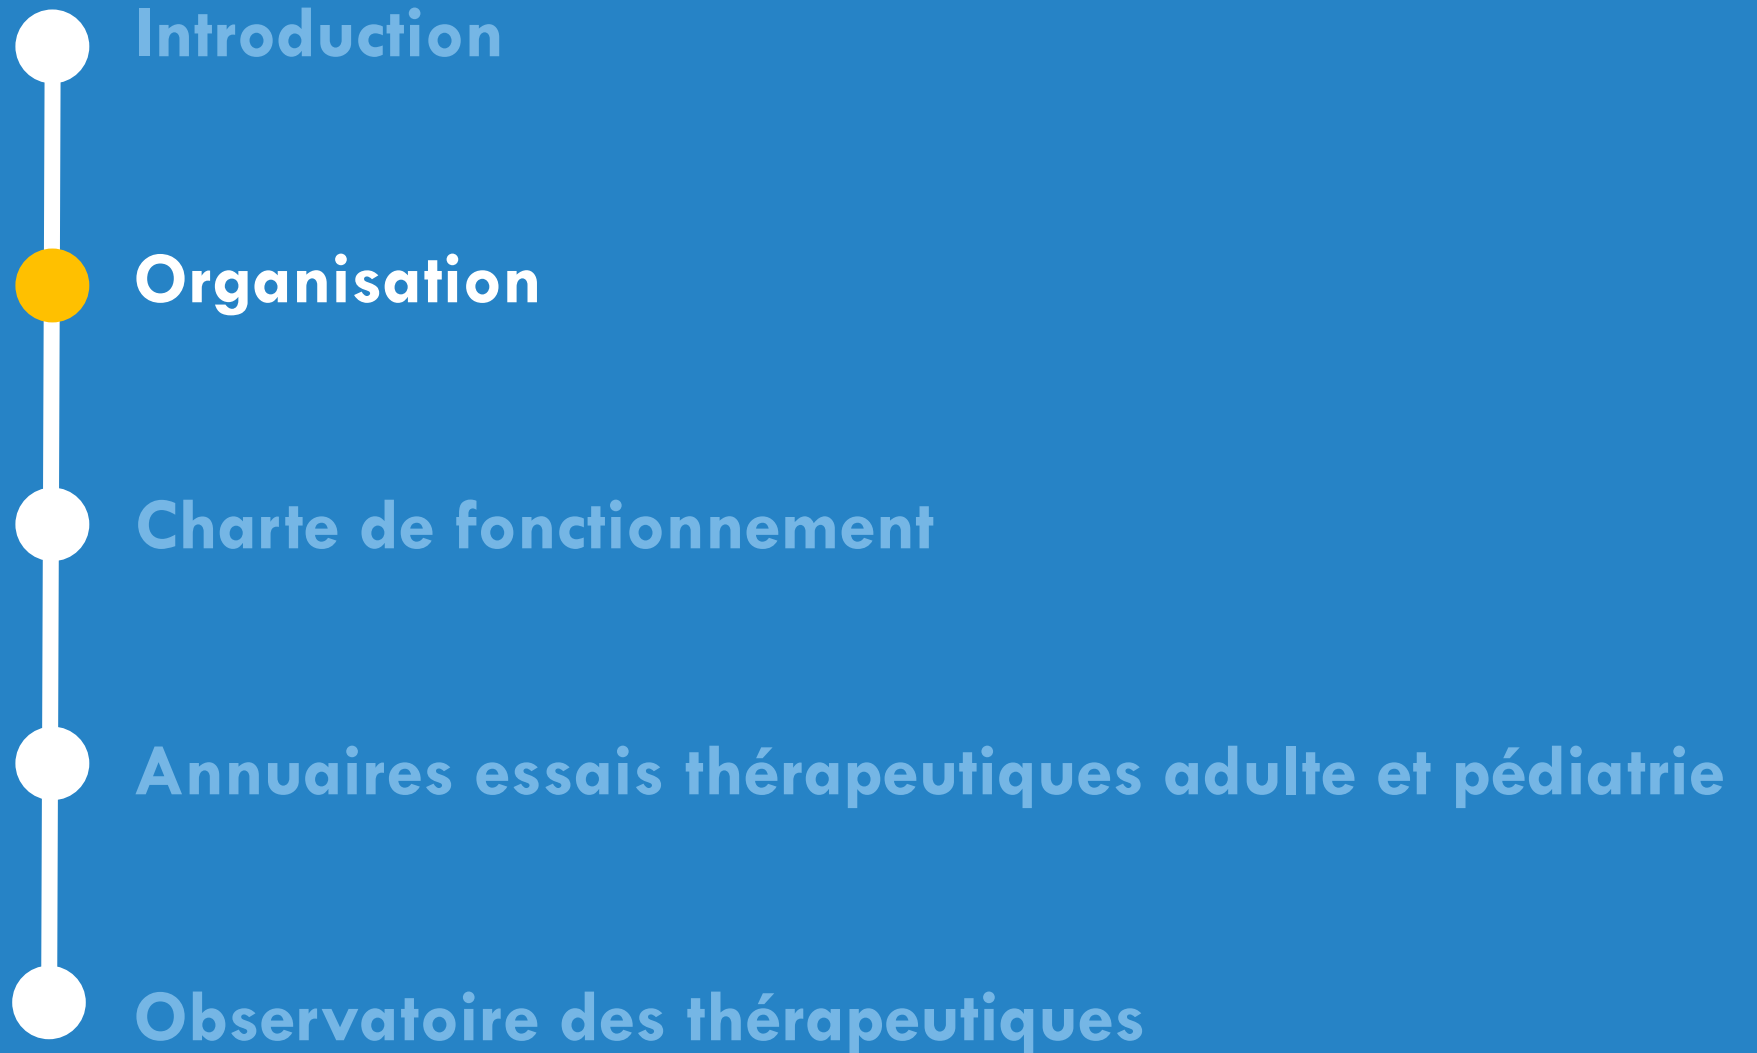 Introduction
Organisation
Charte de fonctionnement
Annuaires essais thérapeutiques adulte et pédiatrie
Observatoire des thérapeutiques